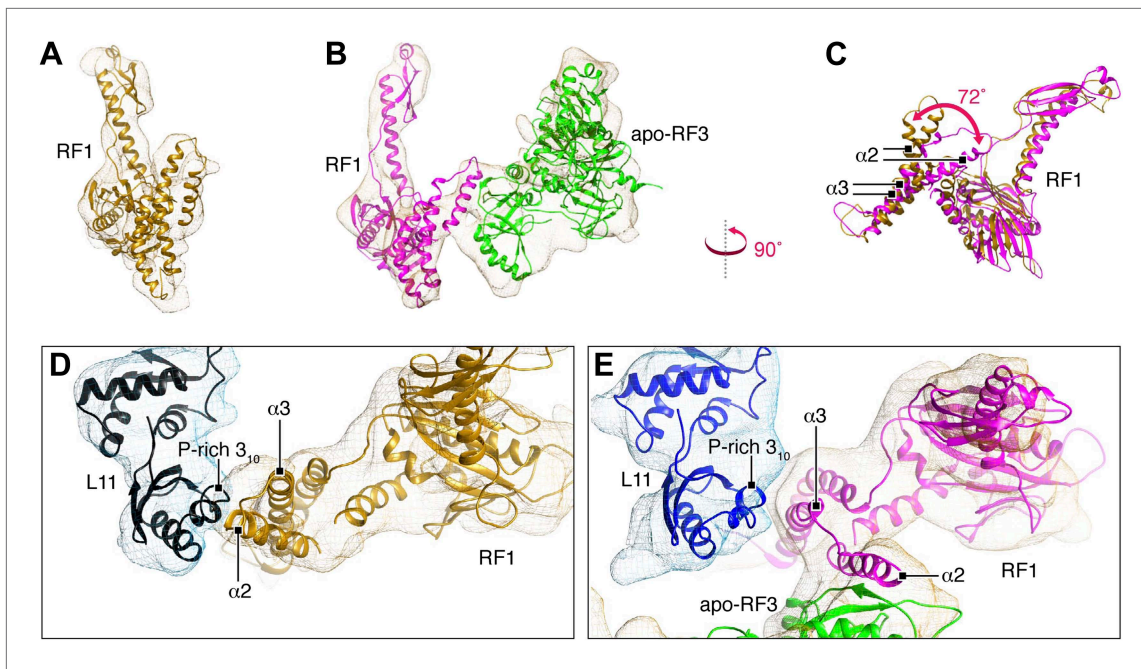 A
B
C
RF1
RF1
apo-RF3
90°
72°
α2
α3
RF1
D
α3
P-rich 3₁₀
L11
α2
RF1
E
α3
P-rich 3₁₀
L11
α2
RF1
apo-RF3